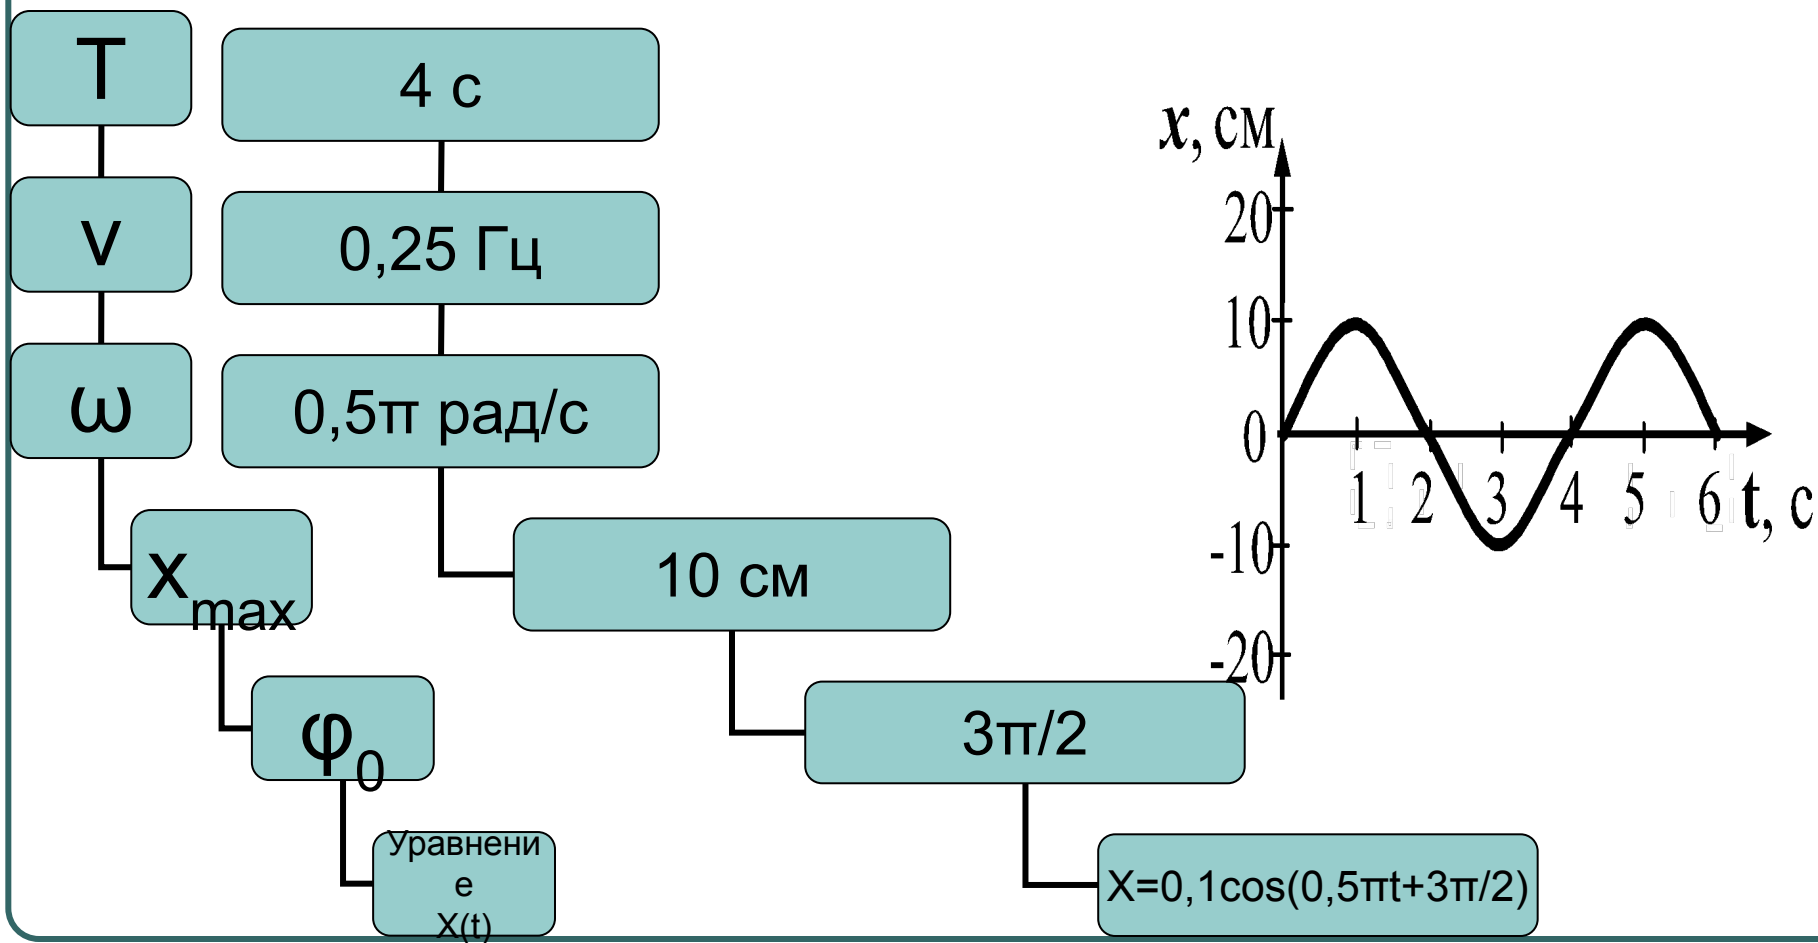 T
4 с
ν
0,25 Гц
ω
0,5π рад/с
x max
10 см
φ0
3π/2
Уравнени
е
X(t)
X=0,1cos(0,5πt+3π/2)
x, см
20
10
0
-10
-20
1 2 3 4 5 6 t, с